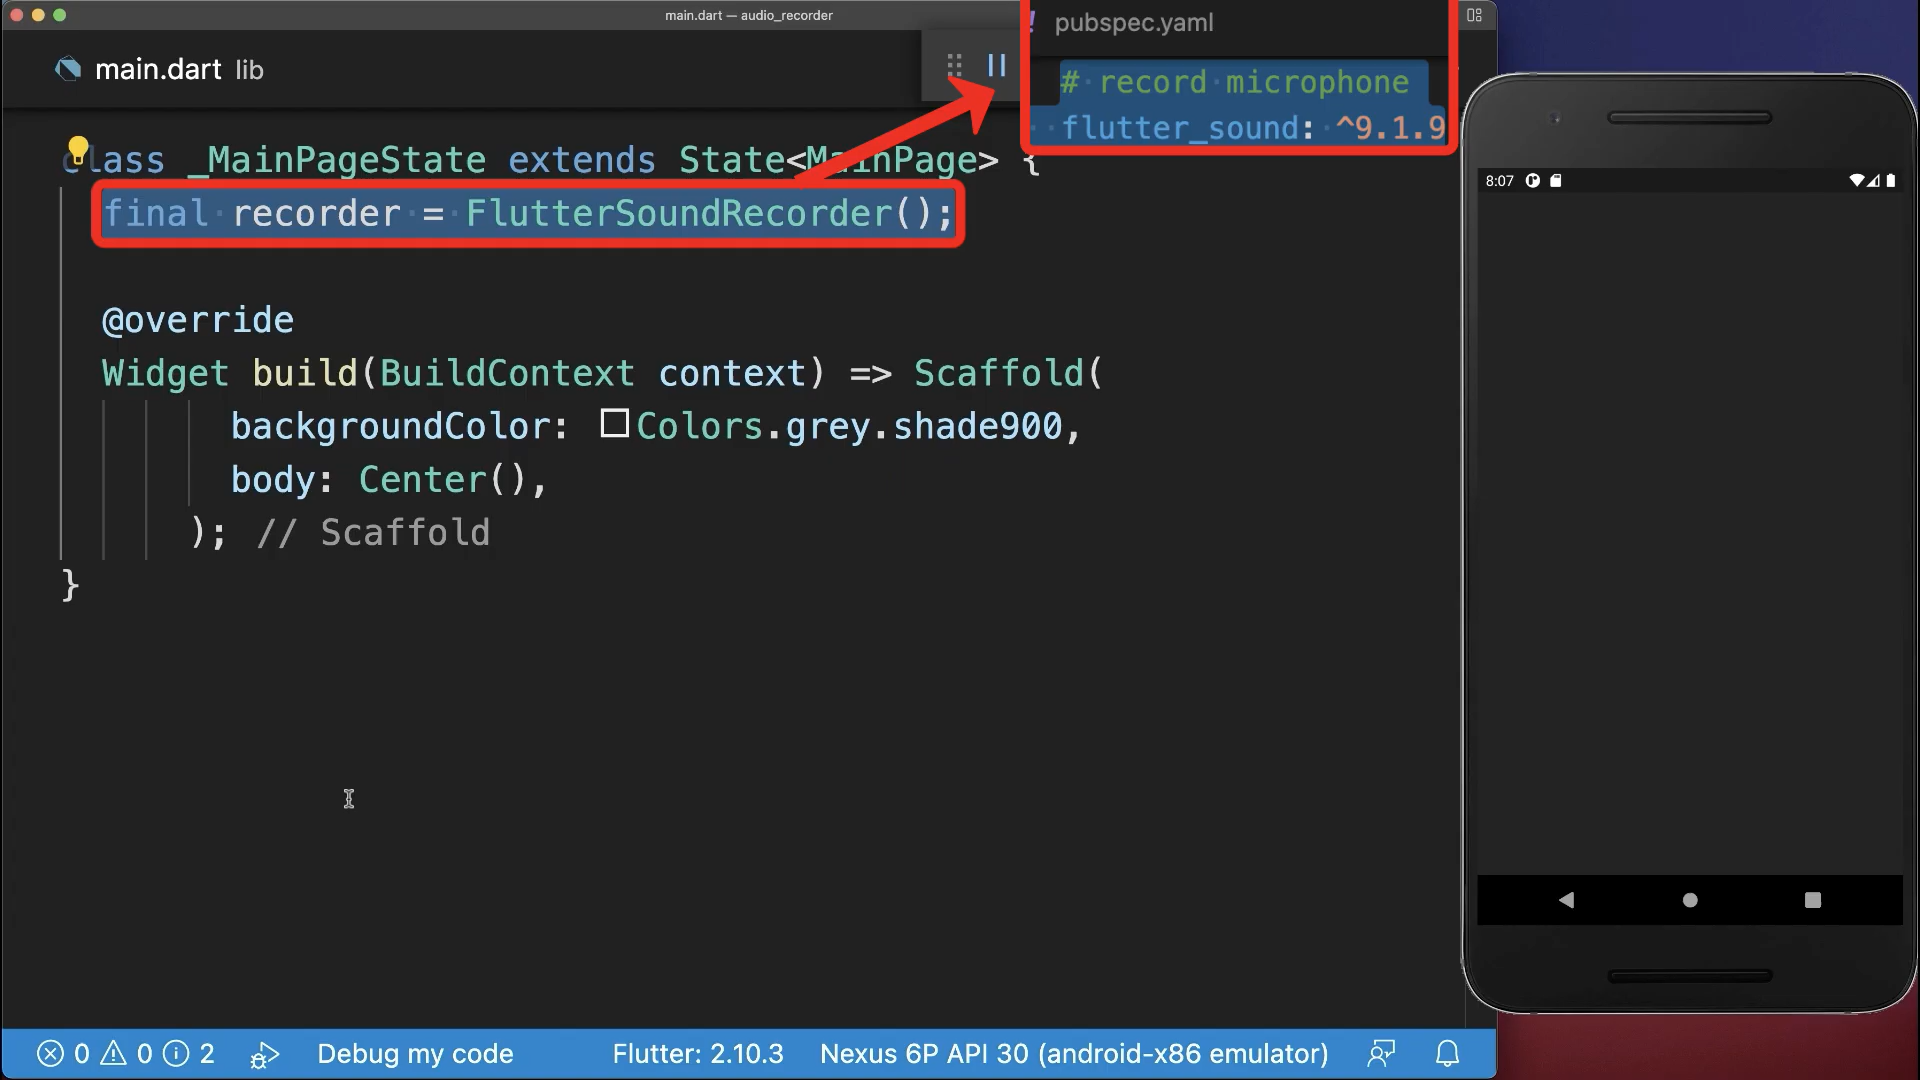 main.dart — audio_recorder
pubspec.yaml
main.dart lib
# record microphone
flutter_sound: ^9.1.9
class _MainPageState extends State<MainPage> {
final recorder = FlutterSoundRecorder();
@override
Widget build(BuildContext context) => Scaffold(
backgroundColor: Colors.grey.shade900,
body: Center(),
); // Scaffold
}
8:07
0 0 2 Debug my code Flutter: 2.10.3 Nexus 6P API 30 (android-x86 emulator)